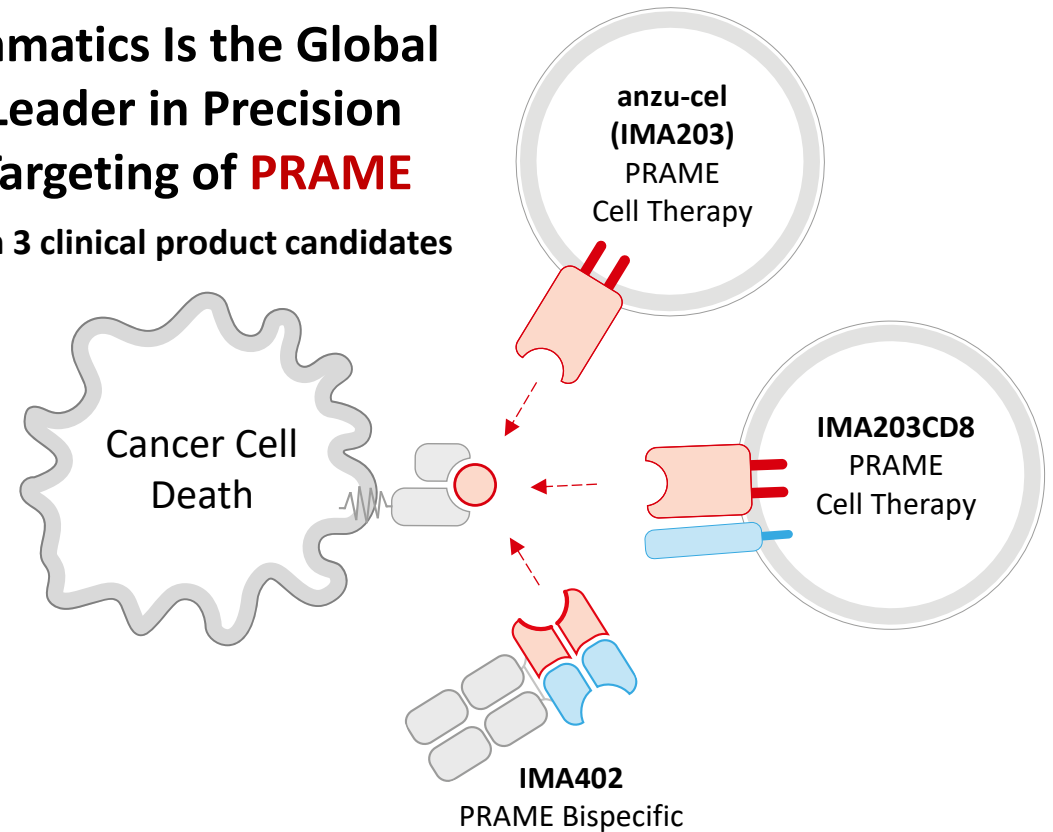 matics Is the Global
Leader in Precision
Targeting of PRAME
3 clinical product candidates
anzu-cel
(IMA203)
PRAME
Cell Therapy
Cancer Cell
Death
IMA203CD8
PRAME
Cell Therapy
IMA402
PRAME Bispecific